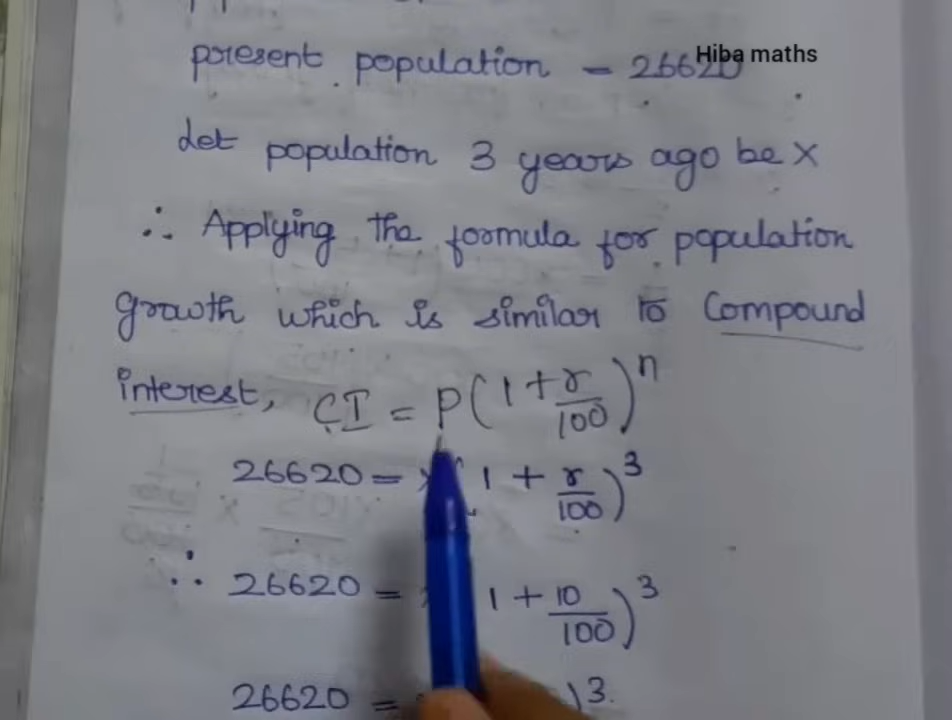 present population - 26620
Hiba maths
Let population 3 years ago be x
∴ Applying the formula for population
growth which is similar to Compound
interest, CI = P(1 + r/100)^n
26620 = x(1 + r/100)^3
∴ 26620 = 1 + 10/100)^3
26620 = )^3